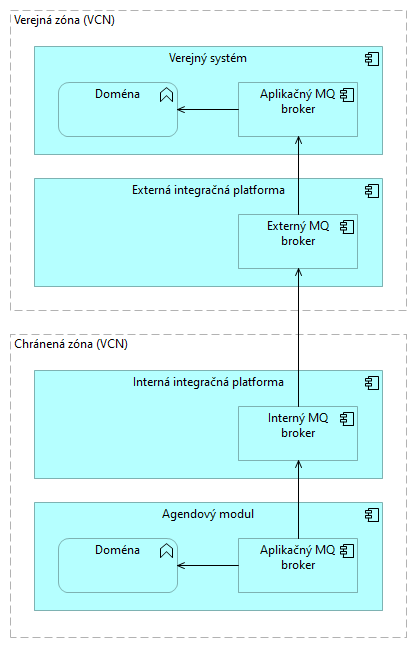 Verejná zóna (VCN)
Verejný systém
Doména
Aplikačný MQ
broker
Externá integračná platforma
Externý MQ
broker
Chránená zóna (VCN)
Interná integračná platforma
Interný MQ
broker
Agendový modul
Doména
Aplikačný MQ
broker